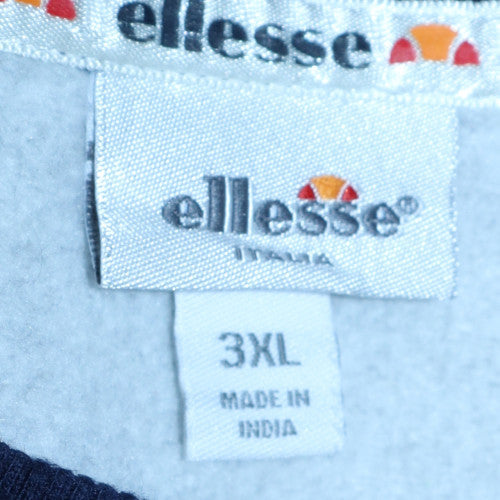 ellesse
ellesse®
ITALIA
3XL
MADE IN
INDIA